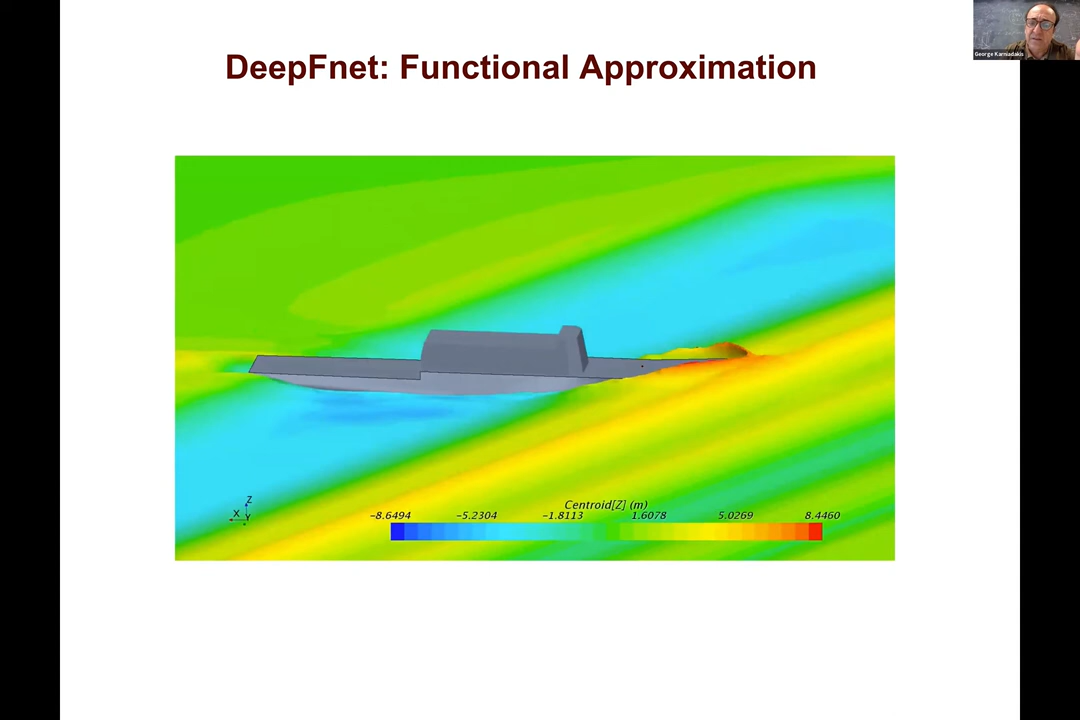 George Karniadakis
DeepFnet: Functional Approximation
Z
X
Y
Centroid[Z] (m)
-8.6494 -5.2304 -1.8113 1.6078 5.0269 8.4460